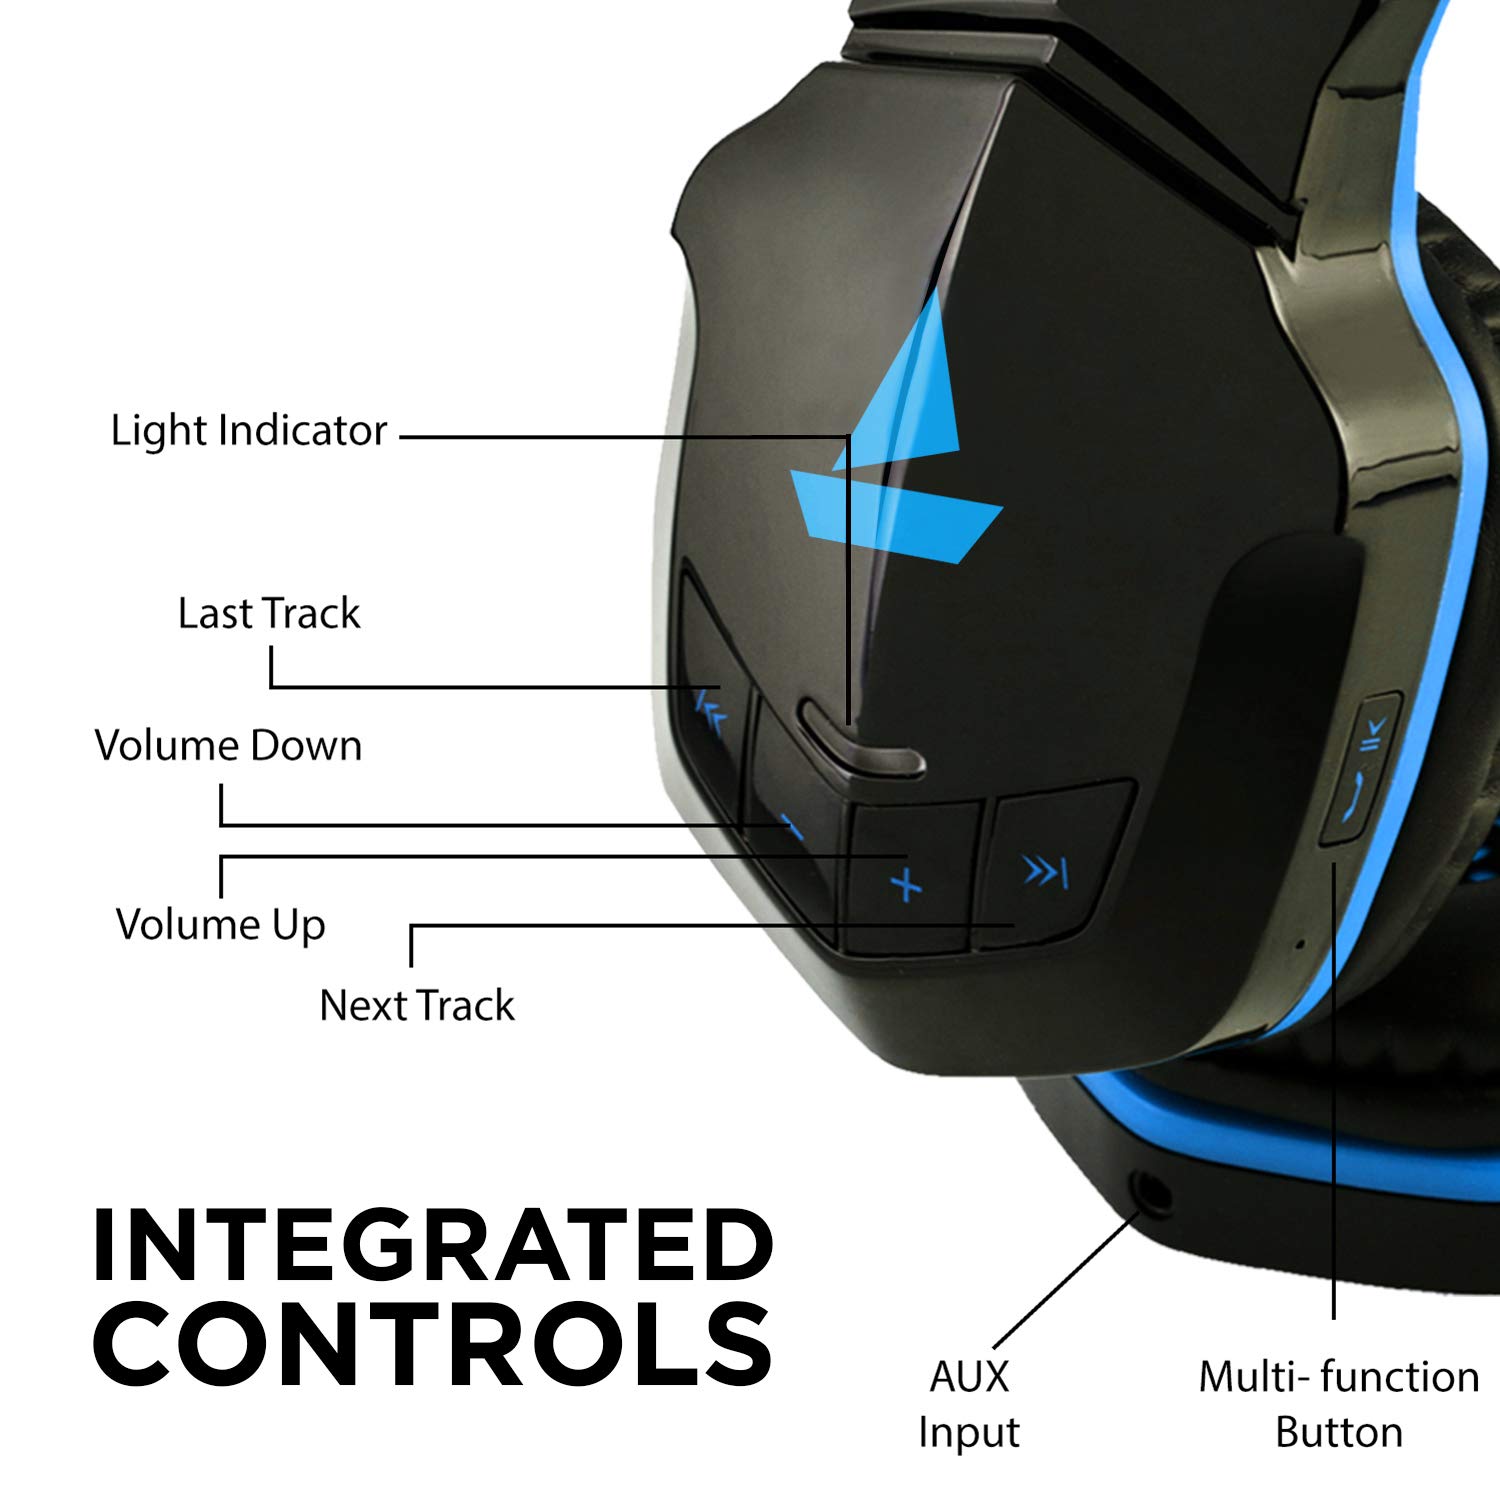 Light Indicator
Last Track
Volume Down
Volume Up
Next Track
INTEGRATED
CONTROLS
AUX
Input
Multi- function
Button